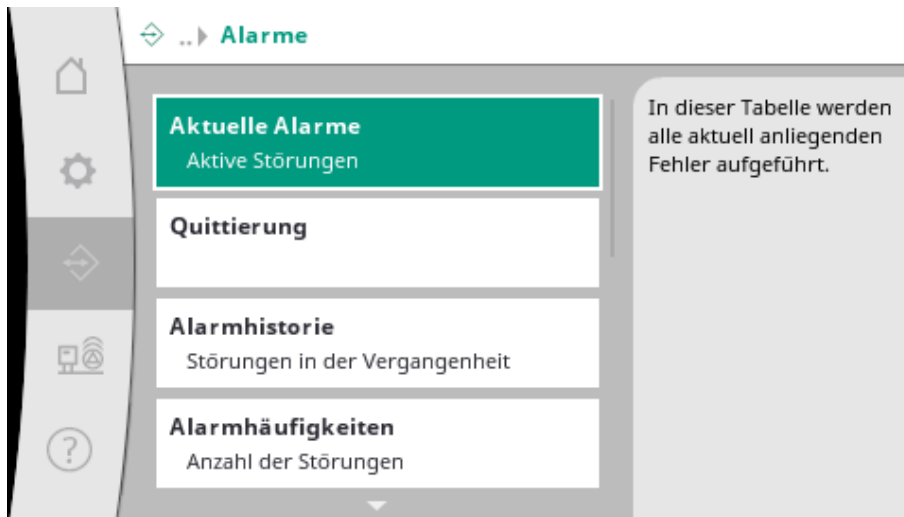 ..▶ Alarme
Aktuelle Alarme
Aktive Störungen
Quittierung
Alarmhistorie
Störungen in der Vergangenheit
Alarmhäufigkeiten
Anzahl der Störungen
In dieser Tabelle werden
alle aktuell anliegenden
Fehler aufgeführt.
?